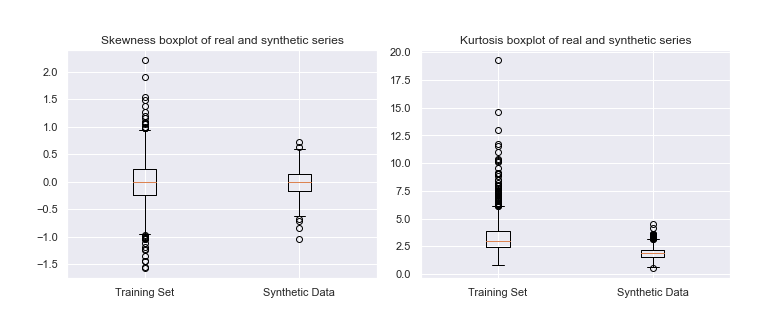 Skewness boxplot of real and synthetic series
2.0
1.5
1.0
0.5
0.0
−0.5
−1.0
−1.5
Training Set
Synthetic Data
Kurtosis boxplot of real and synthetic series
20.0
17.5
15.0
12.5
10.0
7.5
5.0
2.5
0.0
Training Set
Synthetic Data